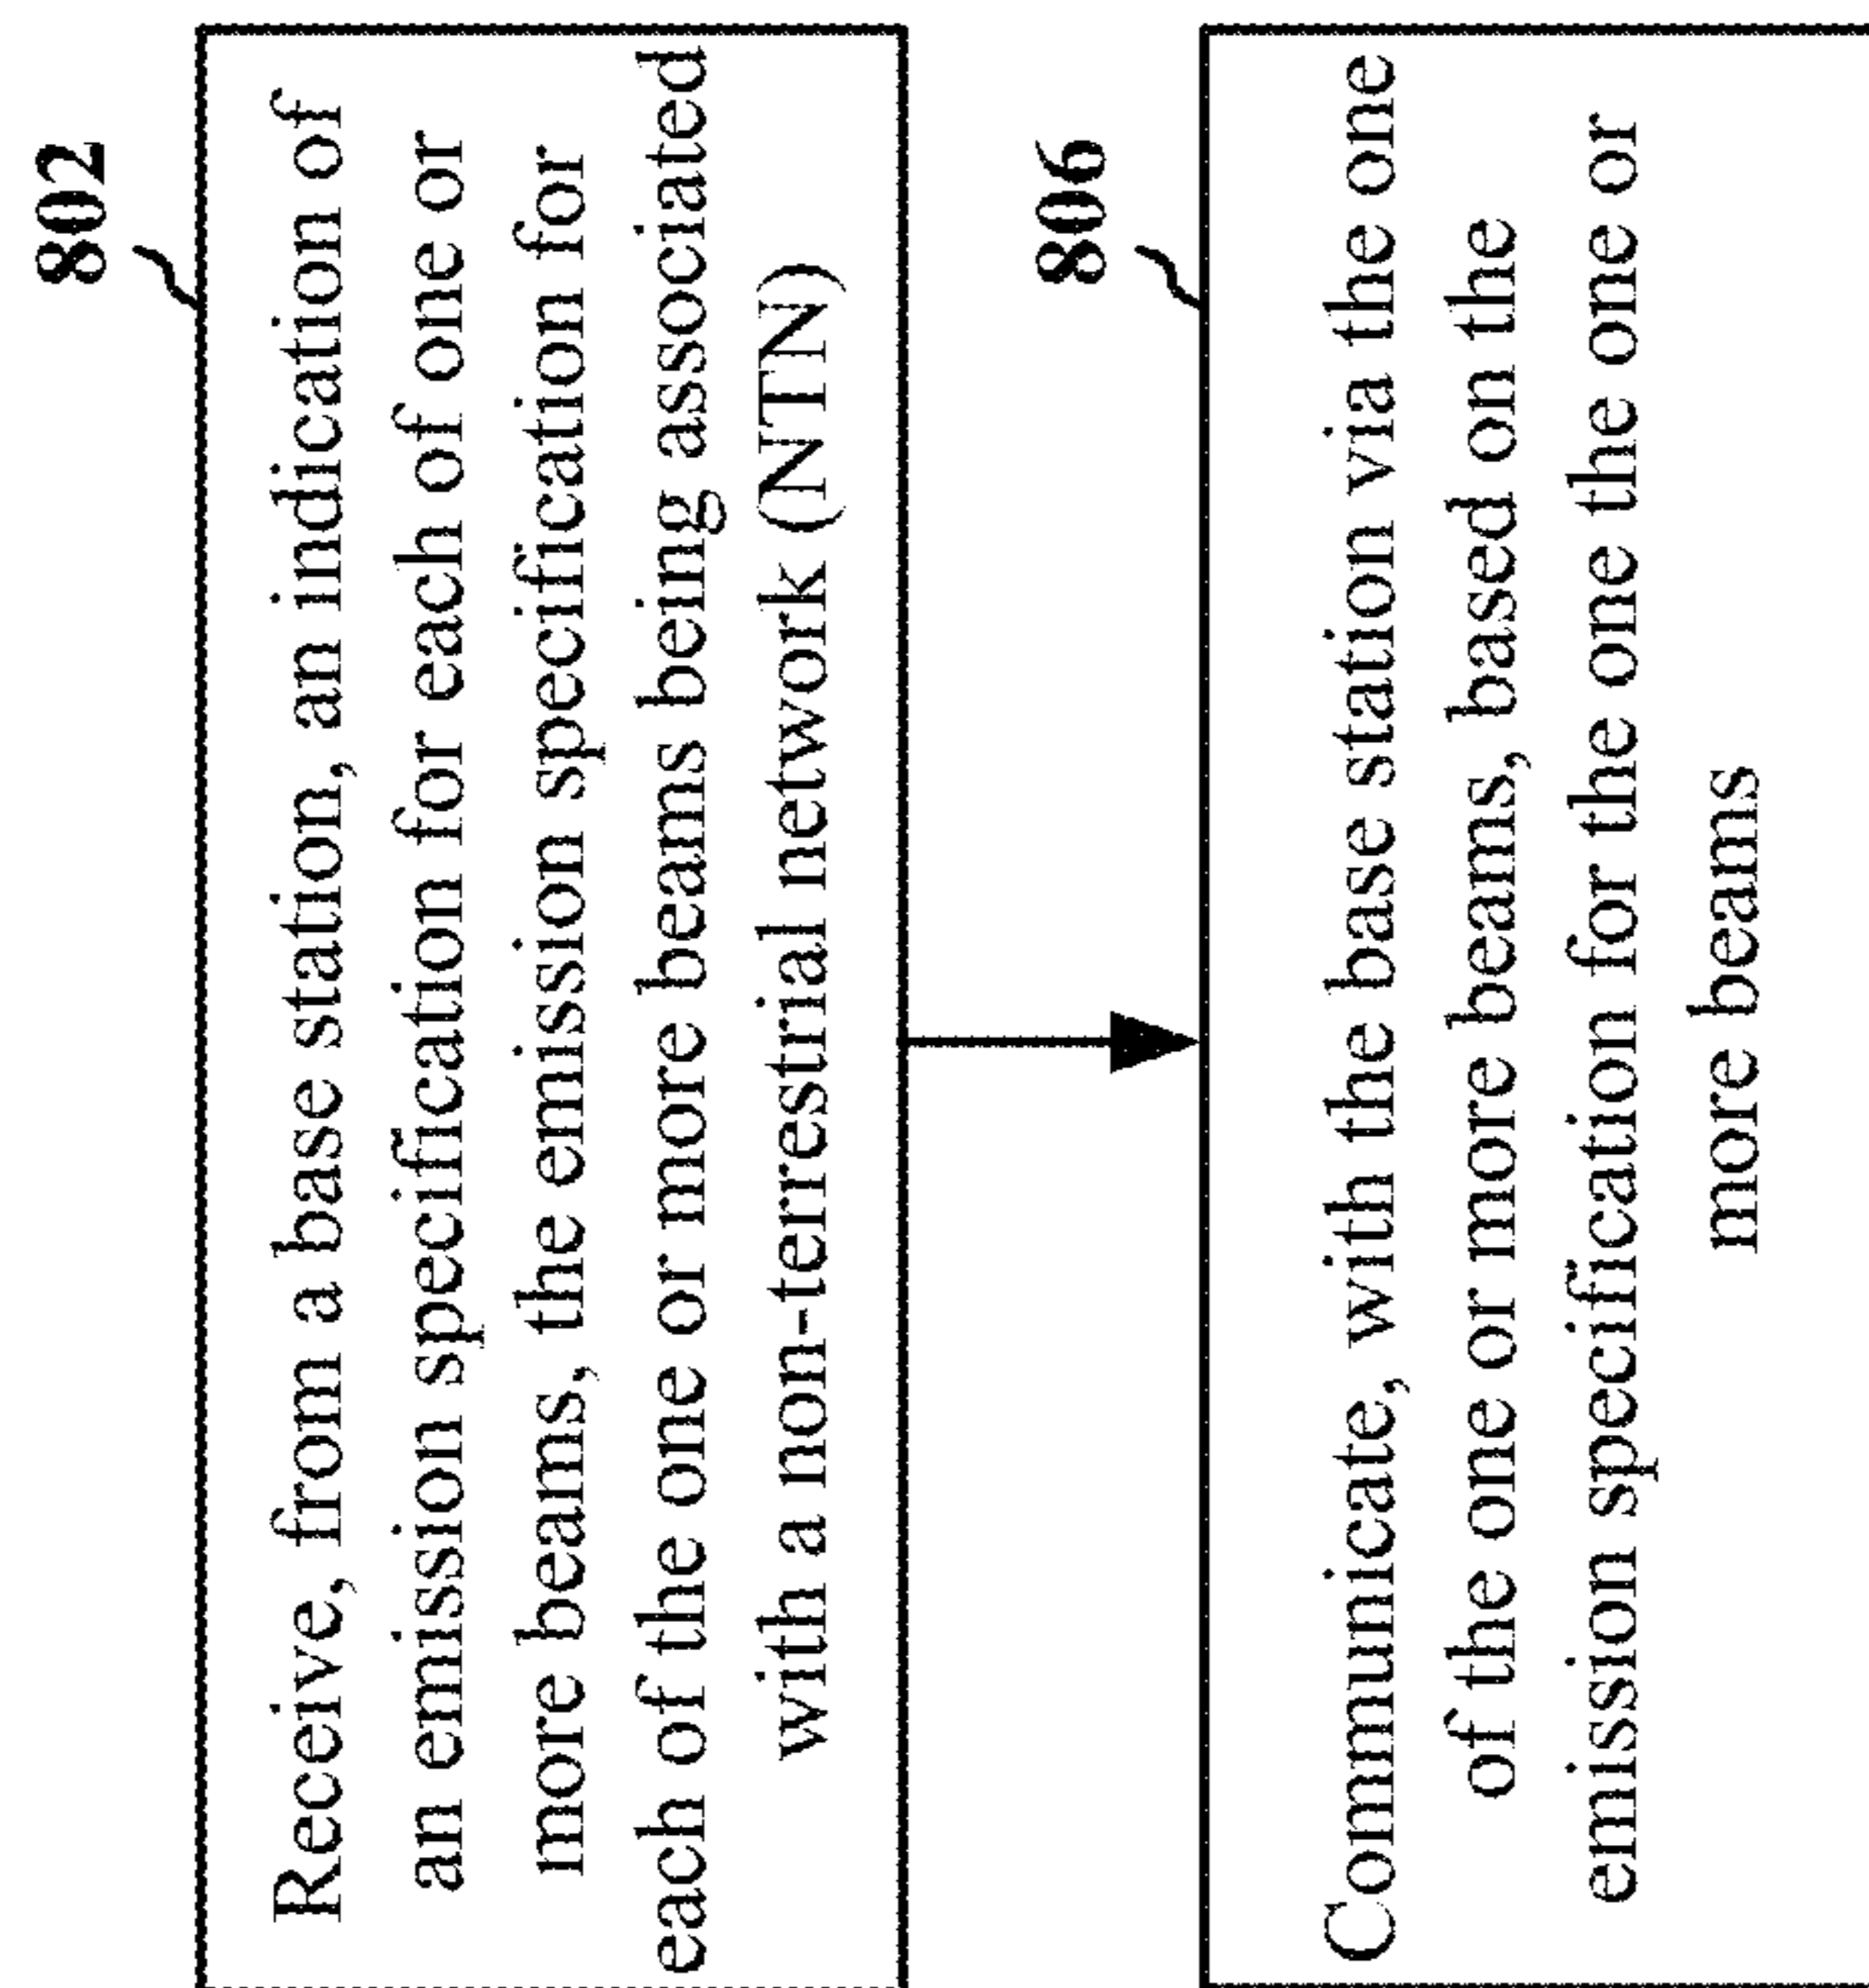 802
Receive, from a base station, an indication of
an emission specification for each of one or
more beams, the emission specification for
each of the one or more beams being associated
with a non-terrestrial network (NTN)
806
Communicate, with the base station via the one
of the one or more beams, based on the
emission specification for the one the one or
more beams